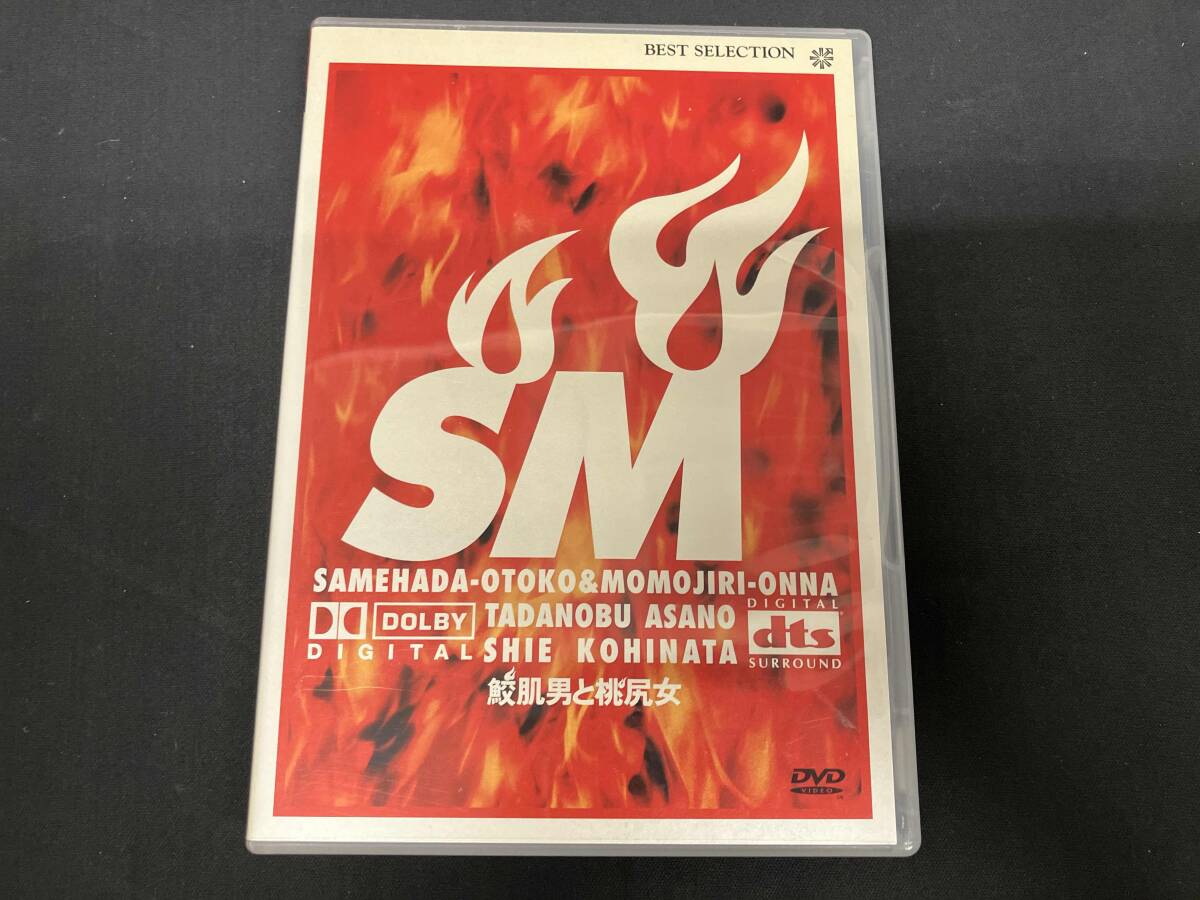 BEST SELECTION
SM
SAMEHADA-OTOKO&MOMOJIRI-ONNA
DOLBY
DIGITAL
TADANOBU ASANO
SHIE KOHINATA
DIGITAL
dts
SURROUND
鮫肌男と桃尻女
DVD
VIDEO